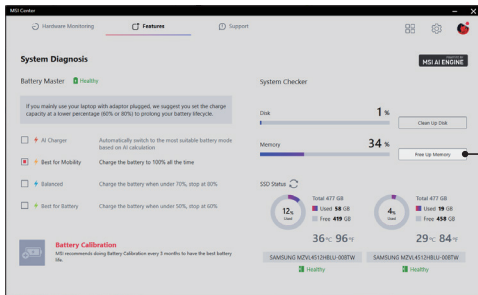 MSI Center
Hardware Monitoring
Features
Support
System Diagnosis
POWERED BY
MSI AI ENGINE
Battery Master
Healthy
System Checker
If you mainly use your laptop with adaptor plugged, we suggest you set the charge
capacity at a lower percentage (60% or 80%) to prolong your battery lifecycle.
Disk
1 %
Clean Up Disk
AI Charger
Automatically switch to the most suitable battery mode
based on AI calculation
Memory
34 %
Free Up Memory
Best for Mobility
Charge the battery to 100% all the time
Balanced
Charge the battery when under 70%, stop at 80%
Best for Battery
Charge the battery when under 50%, stop at 60%
SSD Status
12%
Used
Total 477 GB
Used 58 GB
Free 419 GB
36°C 96°F
SAMSUNG MZVL4512HBLU-00BTW
Healthy
4%
Used
Total 477 GB
Used 19 GB
Free 458 GB
29°C 84°F
SAMSUNG MZVL4512HBLU-00BTW
Healthy
Battery Calibration
MSI recommends doing Battery Calibration every 3 months to have the best battery
life.